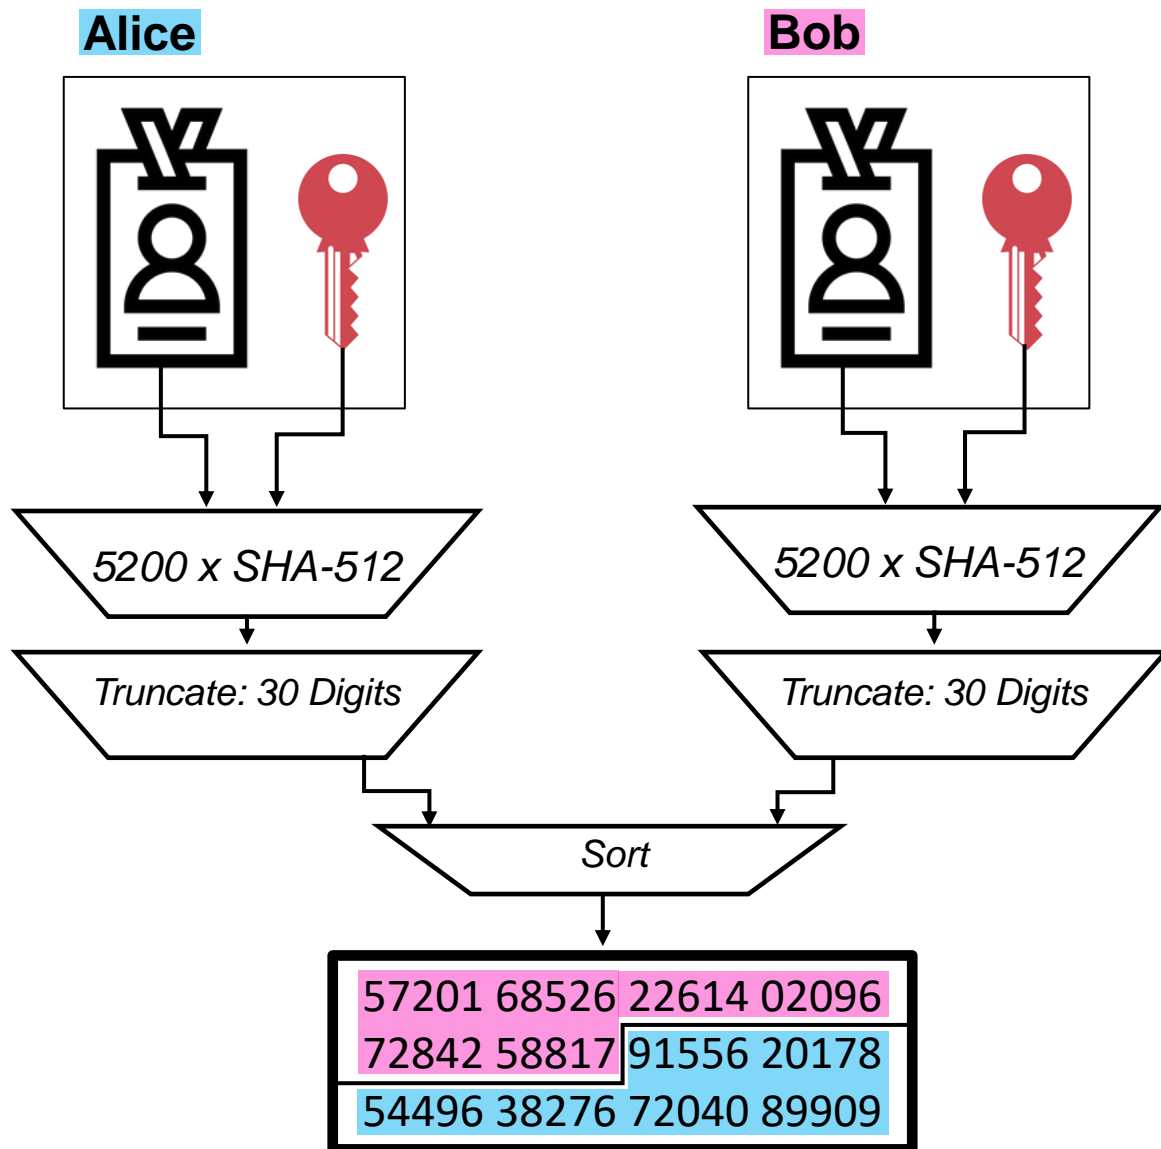 Alice
Bob
5200 x SHA-512
5200 x SHA-512
Truncate: 30 Digits
Truncate: 30 Digits
Sort
57201 68526 22614 02096
72842 58817 91556 20178
54496 38276 72040 89909